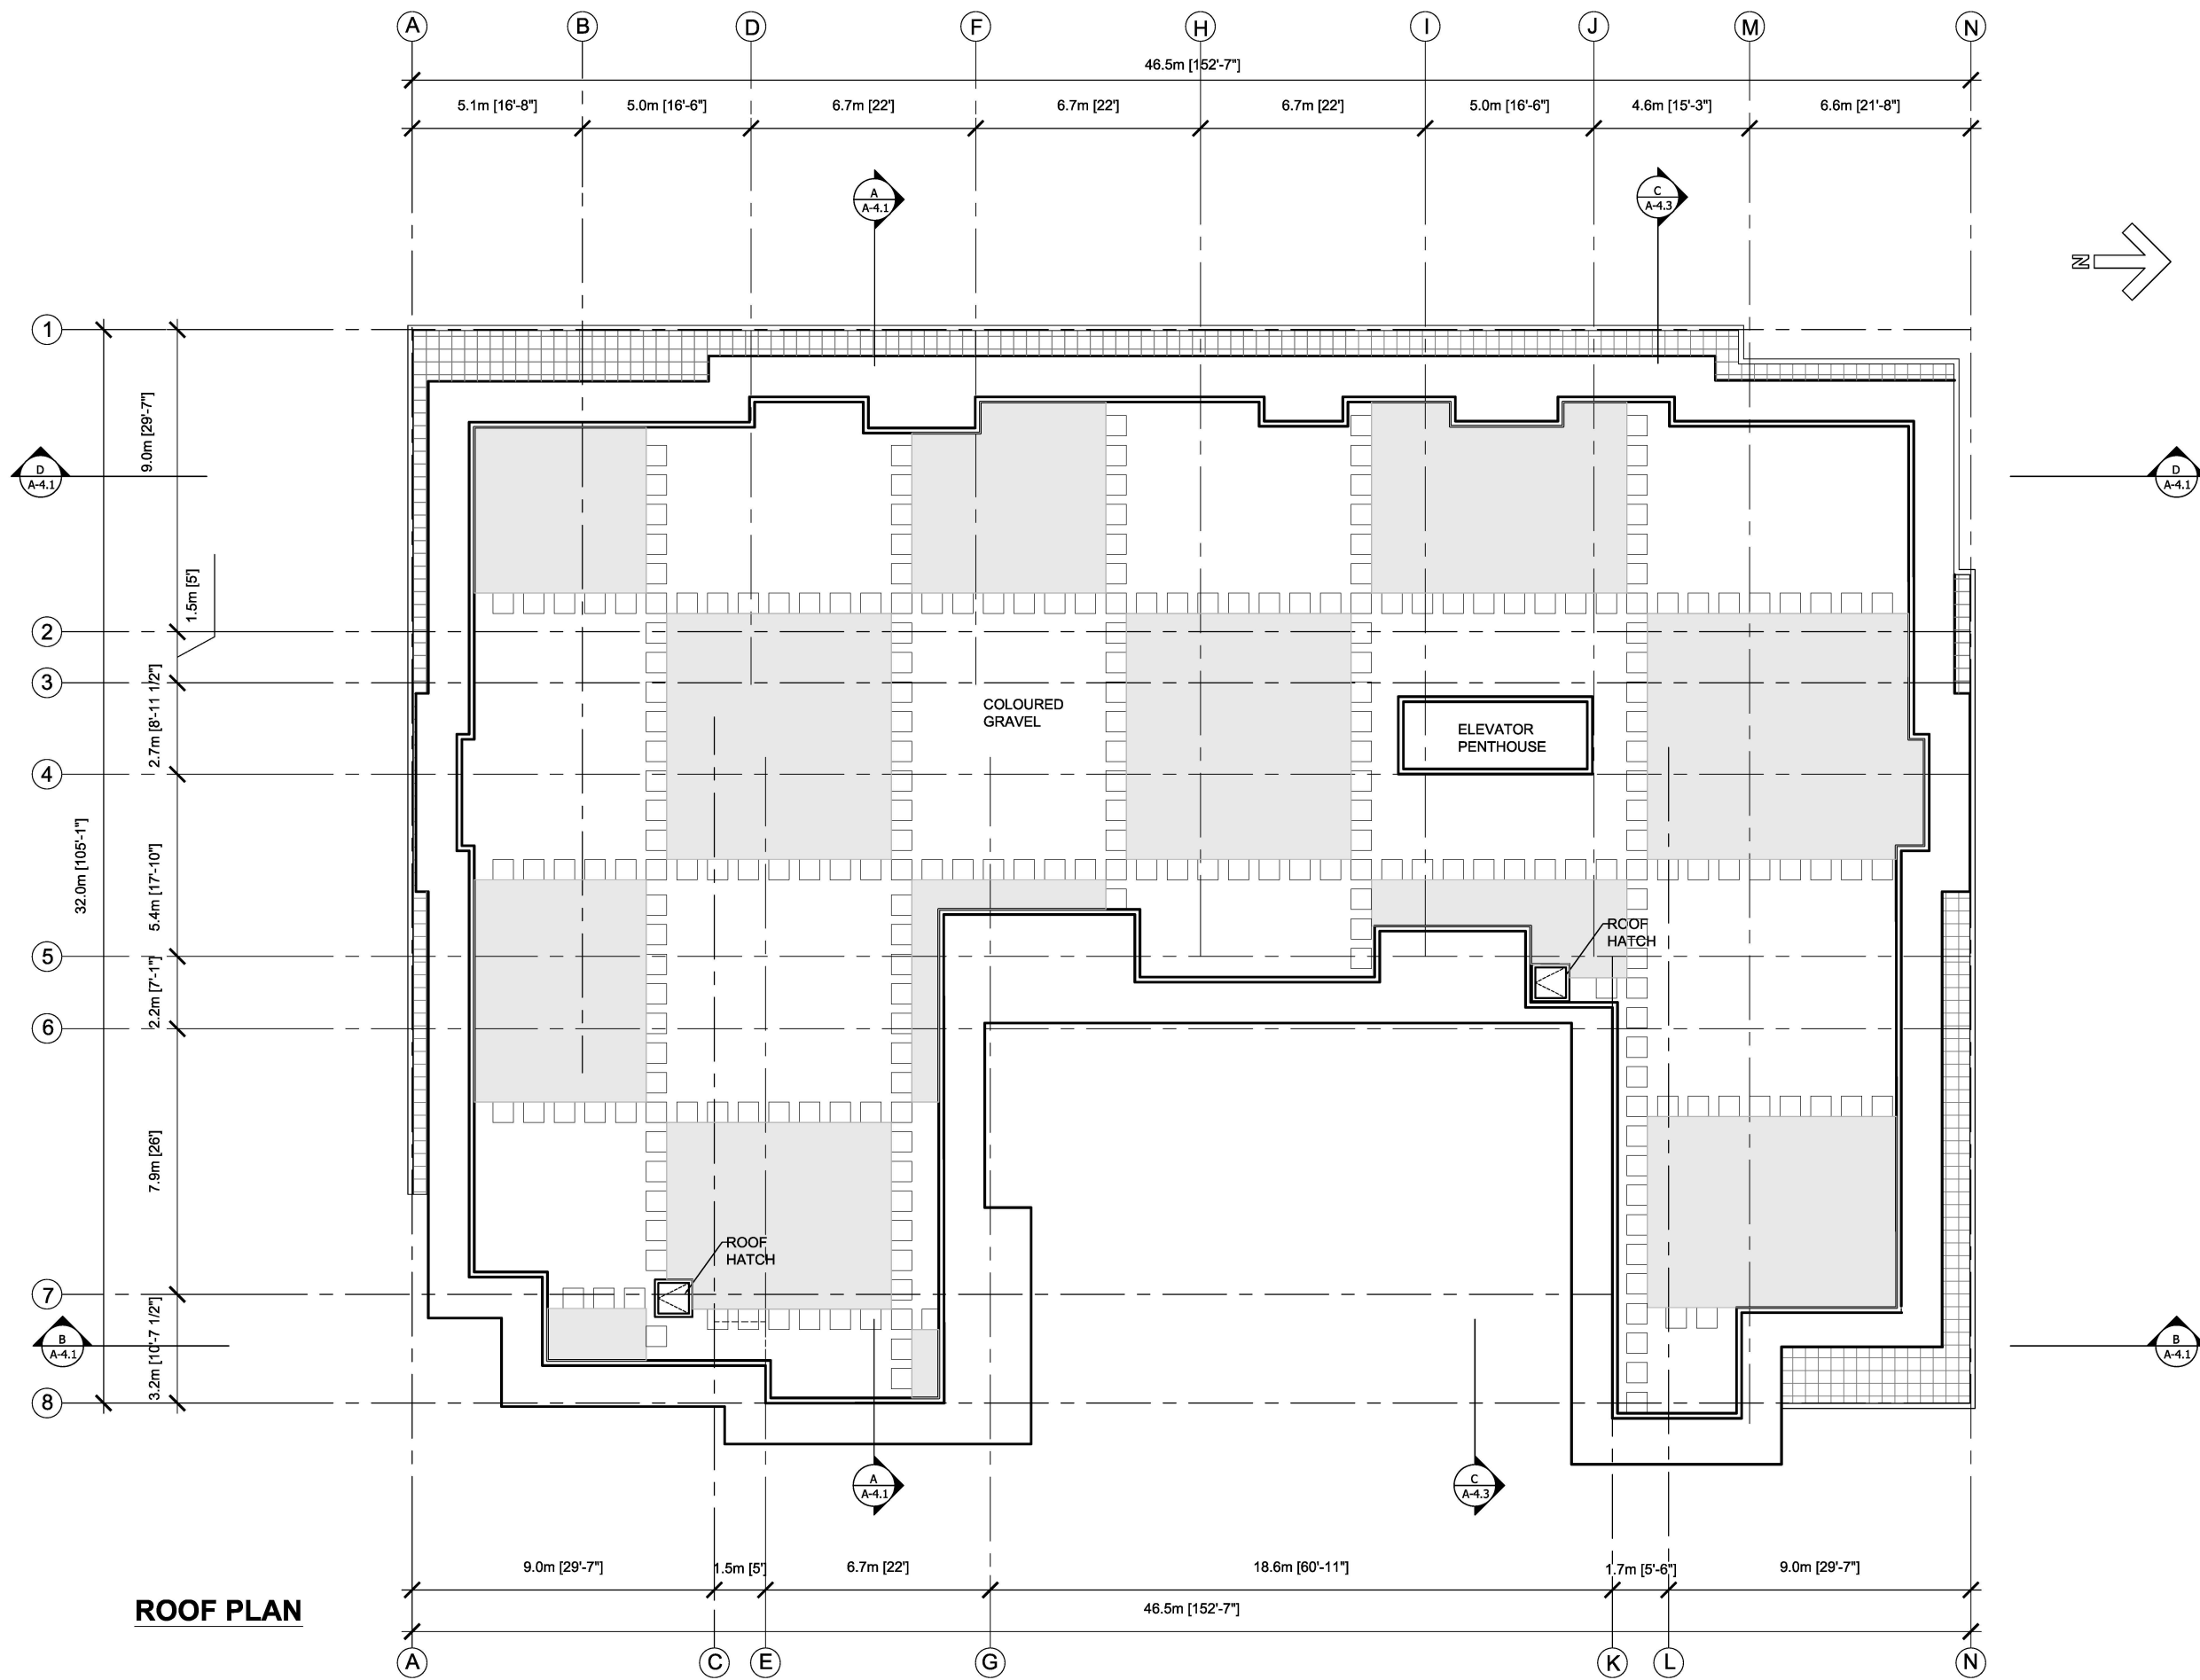 A B D F H I J M N
46.5m [152'-7"]
5.1m [16'-8"] 5.0m [16'-6"] 6.7m [22'] 6.7m [22'] 6.7m [22'] 5.0m [16'-6"] 4.6m [15'-3"] 6.6m [21'-8"]
A
A-4.1
C
A-4.3
N
1
9.0m [29'-7"]
D
A-4.1
D
A-4.1
1.5m [5']
2
3
2.7m [8'-11 1/2"]
COLOURED
GRAVEL
ELEVATOR
PENTHOUSE
4
32.0m [105'-1"]
5.4m [17'-10"]
ROOF
HATCH
5
2.2m [7'-1"]
6
7.9m [26']
ROOF
HATCH
7
B
A-4.1
B
A-4.1
3.2m [10'-7 1/2"]
8
A
A-4.1
C
A-4.3
9.0m [29'-7"] 1.5m [5'] 6.7m [22'] 18.6m [60'-11"] 1.7m [5'-6"] 9.0m [29'-7"]
46.5m [152'-7"]
ROOF PLAN
A C E G K L N